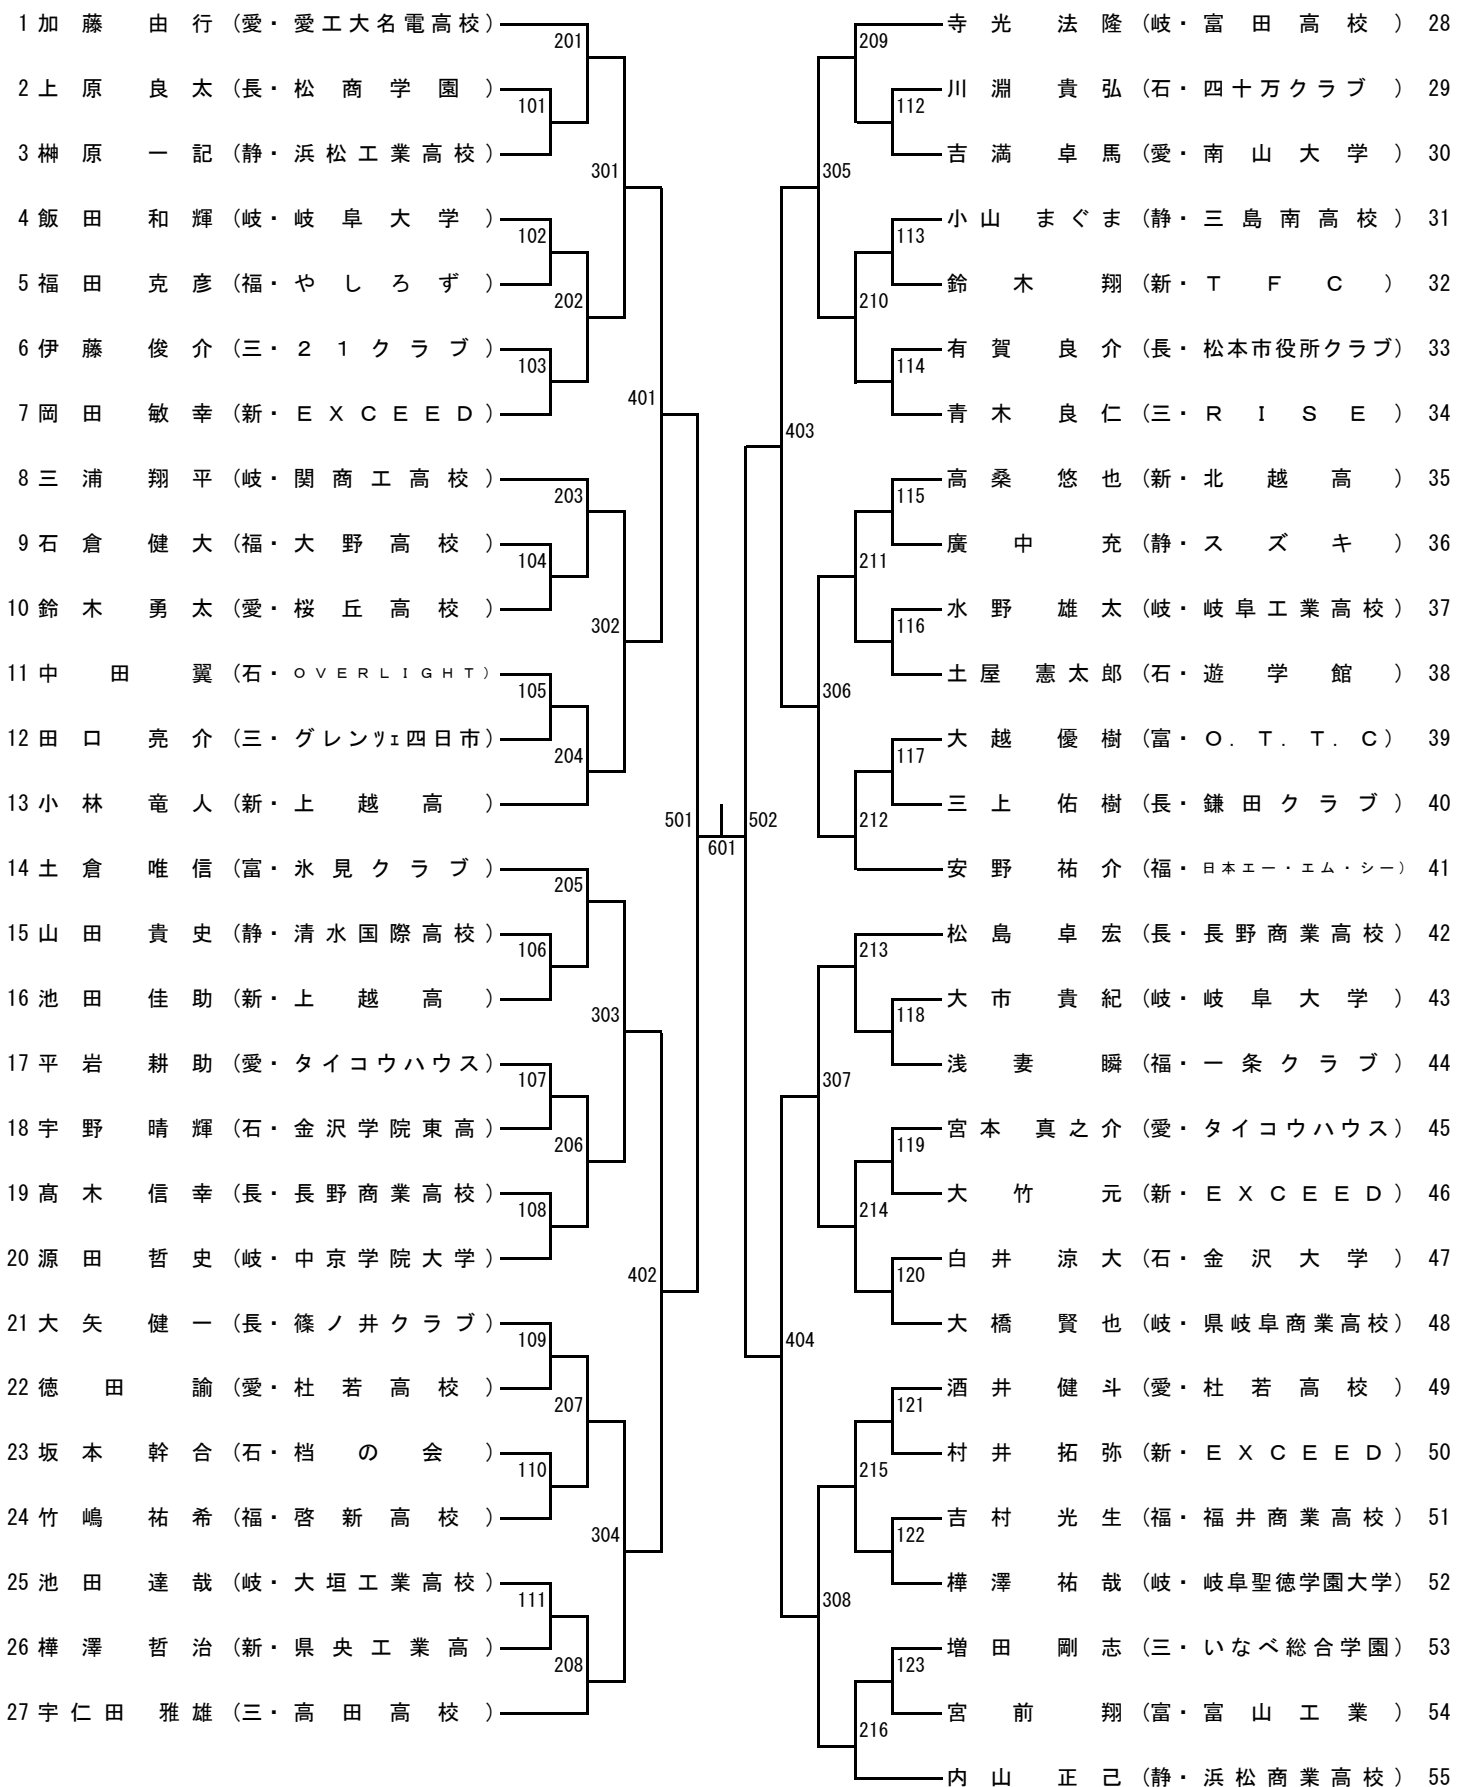 1 加藤 由行 (愛・愛工大名電高校)
201
2 上原 良太 (長・松商学園)
101
3 榊原 一記 (静・浜松工業高校)
301
4 飯田 和輝 (岐・岐阜大学)
102
5 福田 克彦 (福・やしろず)
202
6 伊藤 俊介 (三・21クラブ)
103
401
7 岡田 敏幸 (新・EXCEED)
8 三浦 翔平 (岐・関商工高校)
203
9 石倉 健大 (福・大野高校)
104
10 鈴木 勇太 (愛・桜丘高校)
302
11 中田 翼 (石・OVERLIGHT)
105
12 田口 亮介 (三・グレンツェ四日市)
204
13 小林 竜人 (新・上越高)
501
14 土倉 唯信 (富・氷見クラブ)
205
15 山田 貴史 (静・清水国際高校)
106
16 池田 佳助 (新・上越高)
303
17 平岩 耕助 (愛・タイコウハウス)
107
18 宇野 晴輝 (石・金沢学院東高)
206
19 髙木 信幸 (長・長野商業高校)
108
20 源田 哲史 (岐・中京学院大学)
402
21 大矢 健一 (長・篠ノ井クラブ)
109
22 徳田 諭 (愛・杜若高校)
207
23 坂本 幹合 (石・档の会)
110
24 竹嶋 祐希 (福・啓新高校)
304
25 池田 達哉 (岐・大垣工業高校)
111
26 樺澤 哲治 (新・県央工業高)
208
27 宇仁田 雅雄 (三・高田高校)
601
寺光 法隆 (岐・富田高校) 28
209
川淵 貴弘 (石・四十万クラブ) 29
112
吉満 卓馬 (愛・南山大学) 30
305
小山 まぐま (静・三島南高校) 31
113
鈴木 翔 (新・TFC) 32
210
有賀 良介 (長・松本市役所クラブ) 33
114
青木 良仁 (三・RISE) 34
403
高桑 悠也 (新・北越高) 35
115
廣中 充 (静・スズキ) 36
211
水野 雄太 (岐・岐阜工業高校) 37
116
土屋 憲太郎 (石・遊学館) 38
306
大越 優樹 (富・O.T.T.C) 39
117
三上 佑樹 (長・鎌田クラブ) 40
212
502
安野 祐介 (福・日本エー・エム・シー) 41
松島 卓宏 (長・長野商業高校) 42
213
大市 貴紀 (岐・岐阜大学) 43
118
浅妻 瞬 (福・一条クラブ) 44
307
宮本 真之介 (愛・タイコウハウス) 45
119
大竹 元 (新・EXCEED) 46
214
白井 涼大 (石・金沢大学) 47
120
大橋 賢也 (岐・県岐阜商業高校) 48
404
酒井 健斗 (愛・杜若高校) 49
121
村井 拓弥 (新・EXCEED) 50
215
吉村 光生 (福・福井商業高校) 51
122
樺澤 祐哉 (岐・岐阜聖徳学園大学) 52
308
増田 剛志 (三・いなべ総合学園) 53
123
宮前 翔 (富・富山工業) 54
216
内山 正己 (静・浜松商業高校) 55